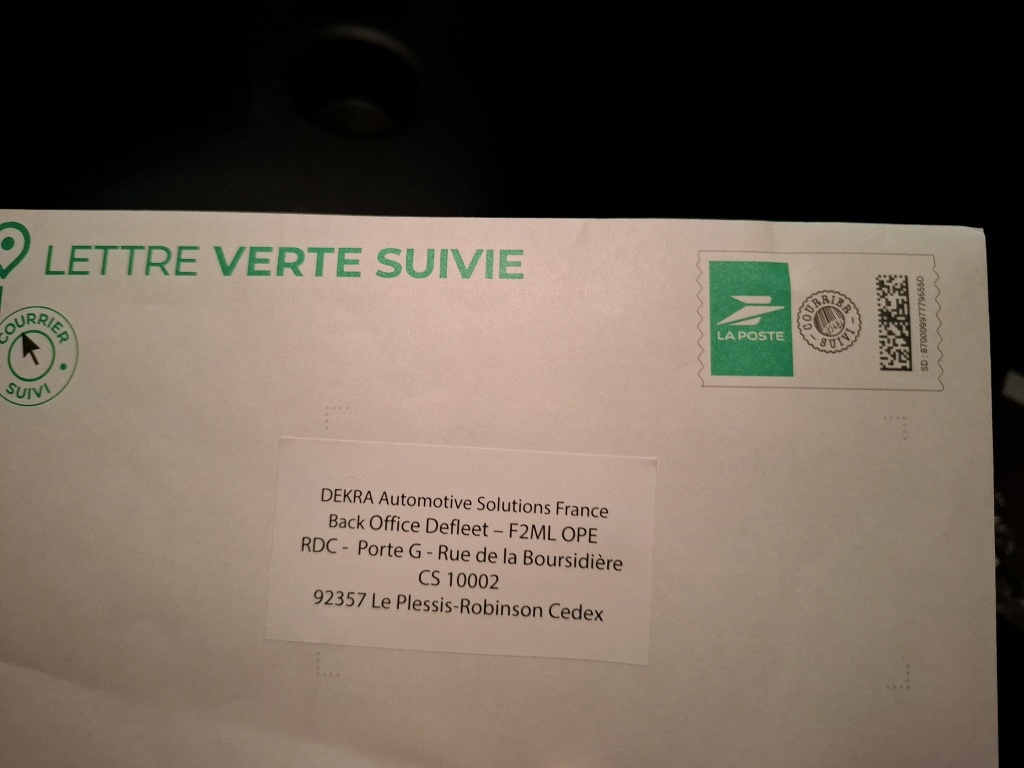 LETTRE VERTE SUIVIE
COURRIER
SUIVI
LA POSTE
COURRIER
SUIVI
DEKRA Automotive Solutions France
Back Office Defleet – F2ML OPE
RDC - Porte G - Rue de la Boursidière
CS 10002
92357 Le Plessis-Robinson Cedex